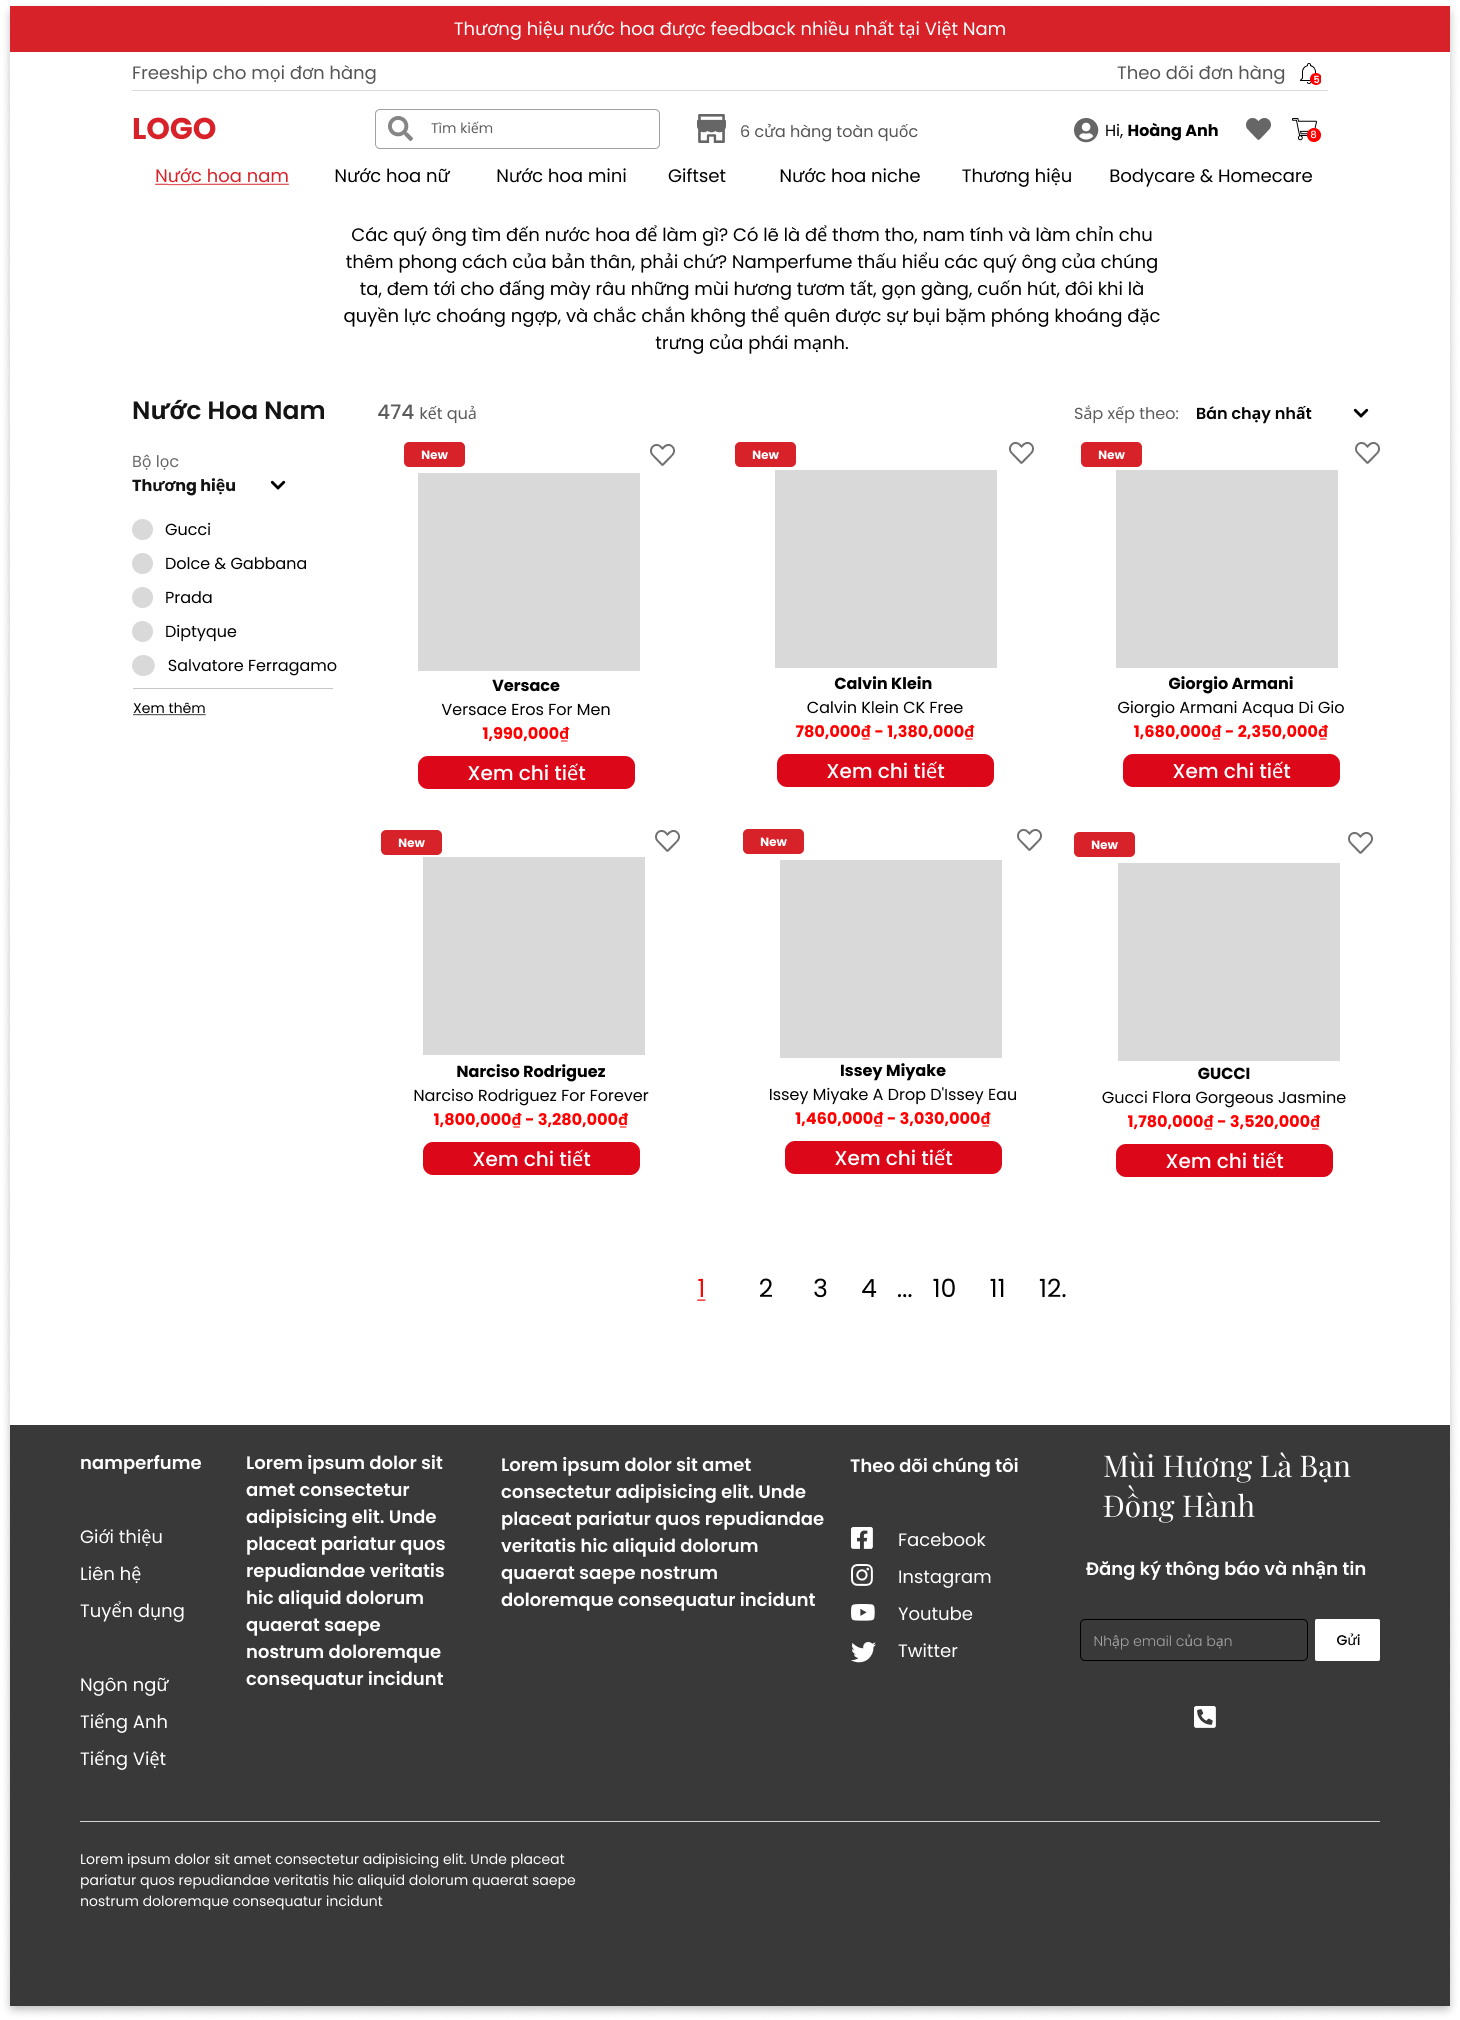 Thương hiệu nước hoa được feedback nhiều nhất tại Việt Nam
Freeship cho mọi đơn hàng
Theo dõi đơn hàng
5
LOGO
Tìm kiếm
6 cửa hàng toàn quốc
Hi, Hoàng Anh
8
Nước hoa nam
Nước hoa nữ
Nước hoa mini
Giftset
Nước hoa niche
Thương hiệu
Bodycare & Homecare
Các quý ông tìm đến nước hoa để làm gì? Có lẽ là để thơm tho, nam tính và làm chỉn chu
thêm phong cách của bản thân, phải chứ? Namperfume thấu hiểu các quý ông của chúng
ta, đem tới cho đấng mày râu những mùi hương tươm tất, gọn gàng, cuốn hút, đôi khi là
quyền lực choáng ngợp, và chắc chắn không thể quên được sự bụi bặm phóng khoáng đặc
trưng của phái mạnh.
Nước Hoa Nam
474 kết quả
Sắp xếp theo:
Bán chạy nhất
Bộ lọc
Thương hiệu
Gucci
Dolce & Gabbana
Prada
Diptyque
Salvatore Ferragamo
Xem thêm
New
Versace
Versace Eros For Men
1,990,000₫
Xem chi tiết
New
Calvin Klein
Calvin Klein CK Free
780,000₫ - 1,380,000₫
Xem chi tiết
New
Giorgio Armani
Giorgio Armani Acqua Di Gio
1,680,000₫ - 2,350,000₫
Xem chi tiết
New
Narciso Rodriguez
Narciso Rodriguez For Forever
1,800,000₫ - 3,280,000₫
Xem chi tiết
New
Issey Miyake
Issey Miyake A Drop D'Issey Eau
1,460,000₫ - 3,030,000₫
Xem chi tiết
New
GUCCI
Gucci Flora Gorgeous Jasmine
1,780,000₫ - 3,520,000₫
Xem chi tiết
1 2 3 4 ... 10 11 12.
namperfume
Giới thiệu
Liên hệ
Tuyển dụng
Ngôn ngữ
Tiếng Anh
Tiếng Việt
Lorem ipsum dolor sit
amet consectetur
adipisicing elit. Unde
placeat pariatur quos
repudiandae veritatis
hic aliquid dolorum
quaerat saepe
nostrum doloremque
consequatur incidunt
Lorem ipsum dolor sit amet
consectetur adipisicing elit. Unde
placeat pariatur quos repudiandae
veritatis hic aliquid dolorum
quaerat saepe nostrum
doloremque consequatur incidunt
Theo dõi chúng tôi
Facebook
Instagram
Youtube
Twitter
Mùi Hương Là Bạn
Đồng Hành
Đăng ký thông báo và nhận tin
Nhập email của bạn
Gửi
Lorem ipsum dolor sit amet consectetur adipisicing elit. Unde placeat
pariatur quos repudiandae veritatis hic aliquid dolorum quaerat saepe
nostrum doloremque consequatur incidunt